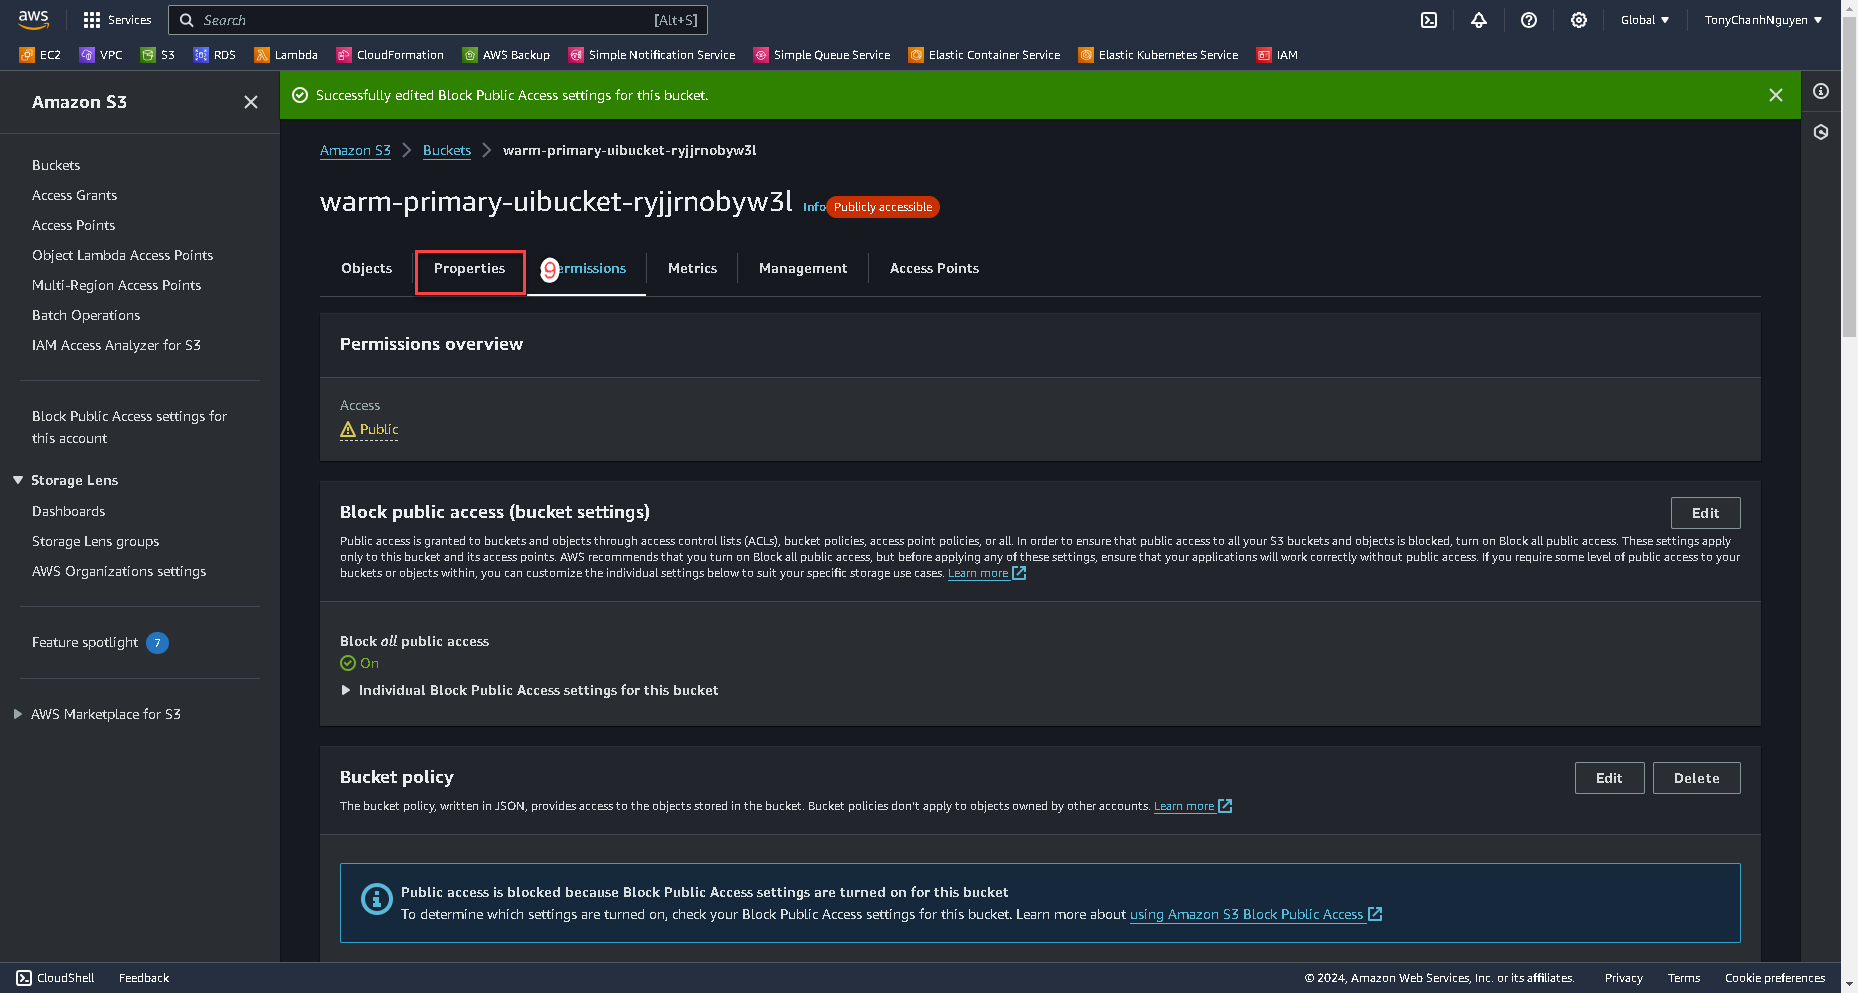 aws
Services
Search
[Alt+S]
Global ▼
TonyChanhNguyen ▼
EC2
VPC
S3
RDS
Lambda
CloudFormation
AWS Backup
Simple Notification Service
Simple Queue Service
Elastic Container Service
Elastic Kubernetes Service
IAM
Amazon S3
Successfully edited Block Public Access settings for this bucket.
Buckets
Access Grants
Access Points
Object Lambda Access Points
Multi-Region Access Points
Batch Operations
IAM Access Analyzer for S3
Block Public Access settings for
this account
Storage Lens
Dashboards
Storage Lens groups
AWS Organizations settings
Feature spotlight 7
AWS Marketplace for S3
Amazon S3 > Buckets > warm-primary-uibucket-ryjjrnobyw3l
warm-primary-uibucket-ryjjrnobyw3l Info Publicly accessible
Objects
Properties
9
ermissions
Metrics
Management
Access Points
Permissions overview
Access
Public
Block public access (bucket settings)
Edit
Public access is granted to buckets and objects through access control lists (ACLs), bucket policies, access point policies, or all. In order to ensure that public access to all your S3 buckets and objects is blocked, turn on Block all public access. These settings apply
only to this bucket and its access points. AWS recommends that you turn on Block all public access, but before applying any of these settings, ensure that your applications will work correctly without public access. If you require some level of public access to your
buckets or objects within, you can customize the individual settings below to suit your specific storage use cases. Learn more
Block all public access
On
Individual Block Public Access settings for this bucket
Bucket policy
Edit
Delete
The bucket policy, written in JSON, provides access to the objects stored in the bucket. Bucket policies don't apply to objects owned by other accounts. Learn more
Public access is blocked because Block Public Access settings are turned on for this bucket
To determine which settings are turned on, check your Block Public Access settings for this bucket. Learn more about using Amazon S3 Block Public Access
CloudShell
Feedback
© 2024, Amazon Web Services, Inc. or its affiliates.
Privacy
Terms
Cookie preferences